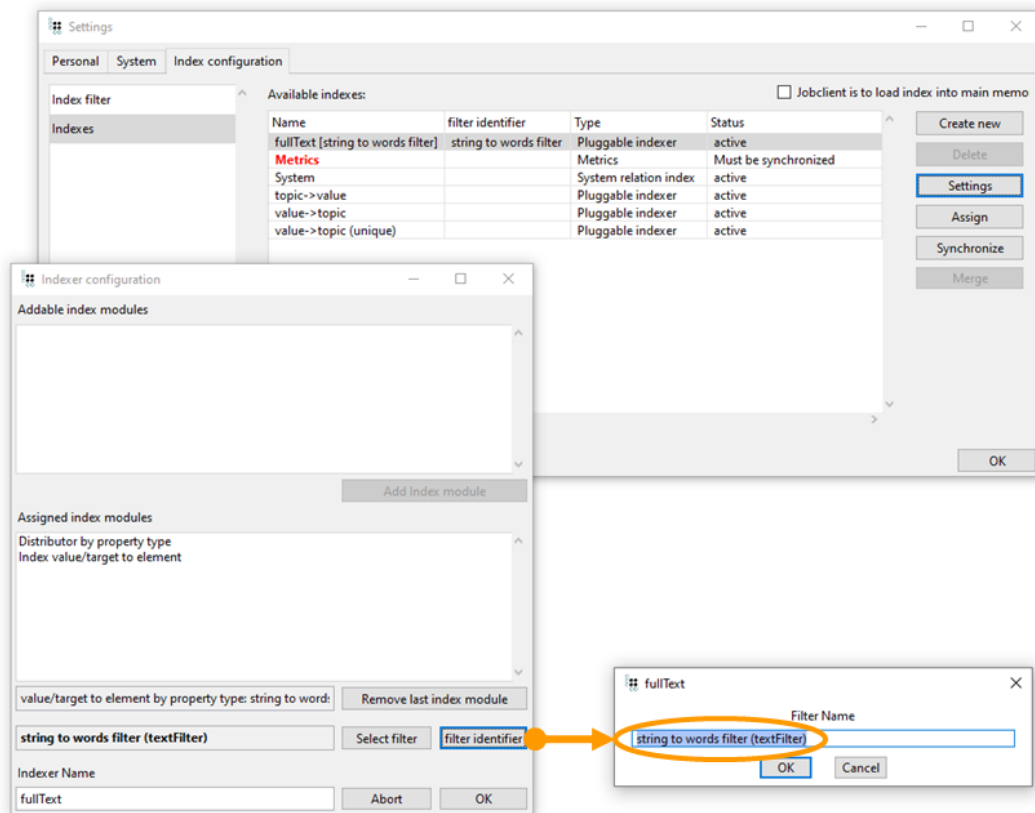 Settings
Personal System Index configuration
Index filter
Indexes
Available indexes:
Jobclient is to load index into main memo
Name filter identifier Type Status
fullText [string to words filter] string to words filter Pluggable indexer active
Metrics Metrics Must be synchronized
System System relation index active
topic->value Pluggable indexer active
value->topic Pluggable indexer active
value->topic (unique) Pluggable indexer active
Create new
Delete
Settings
Assign
Synchronize
Merge
OK
Indexer configuration
Addable index modules
Add Index module
Assigned index modules
Distributor by property type
Index value/target to element
value/target to element by property type: string to words Remove last index module
string to words filter (textFilter) Select filter filter identifier
Indexer Name
fullText Abort OK
fullText
Filter Name
string to words filter (textFilter)
OK Cancel